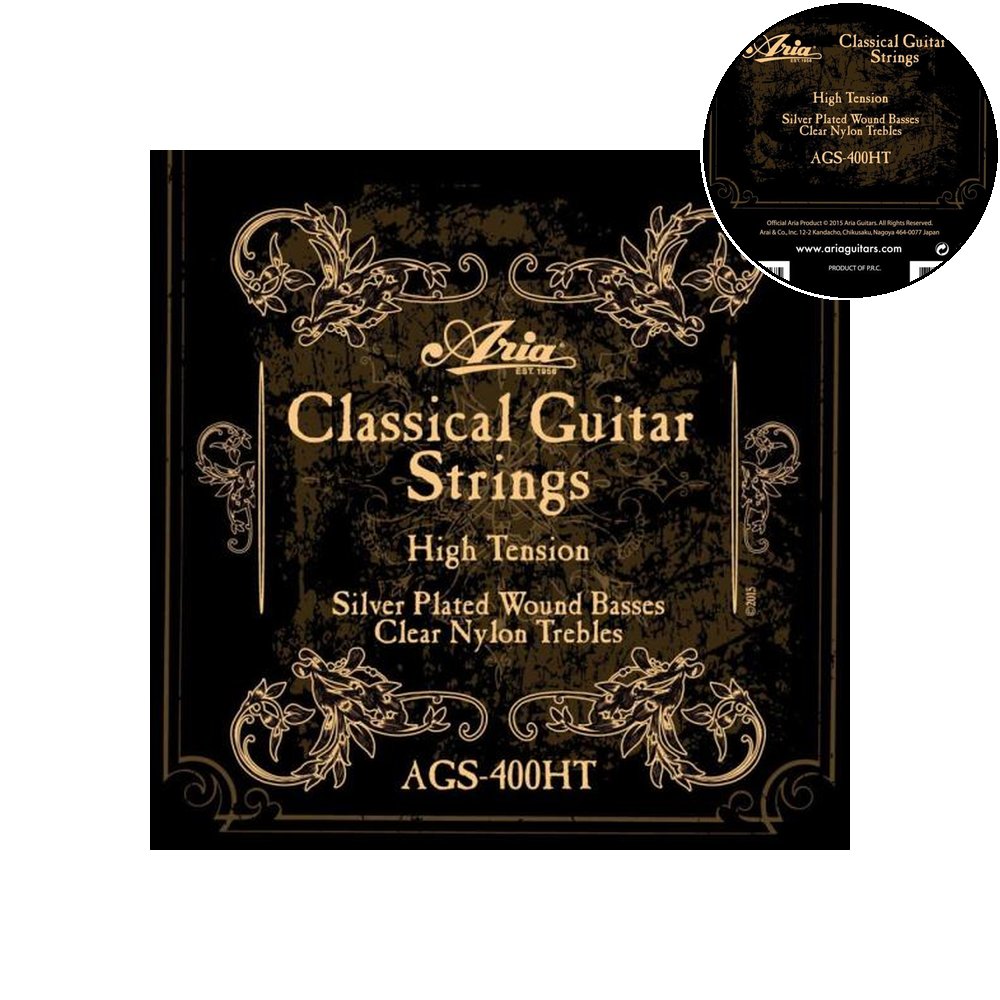 Aria
EST. 1956
Classical Guitar
Strings
High Tension
Silver Plated Wound Basses
Clear Nylon Trebles
©2015
AGS-400HT
Aria
EST. 1956
Classical Guitar
Strings
High Tension
Silver Plated Wound Basses
Clear Nylon Trebles
AGS-400HT
Official Aria Product © 2015 Aria Guitars. All Rights Reserved.
Arai & Co., Inc. 12-2 Kandacho, Chikusaku, Nagoya 464-0077 Japan
www.ariaguitars.com
PRODUCT OF P.R.C.